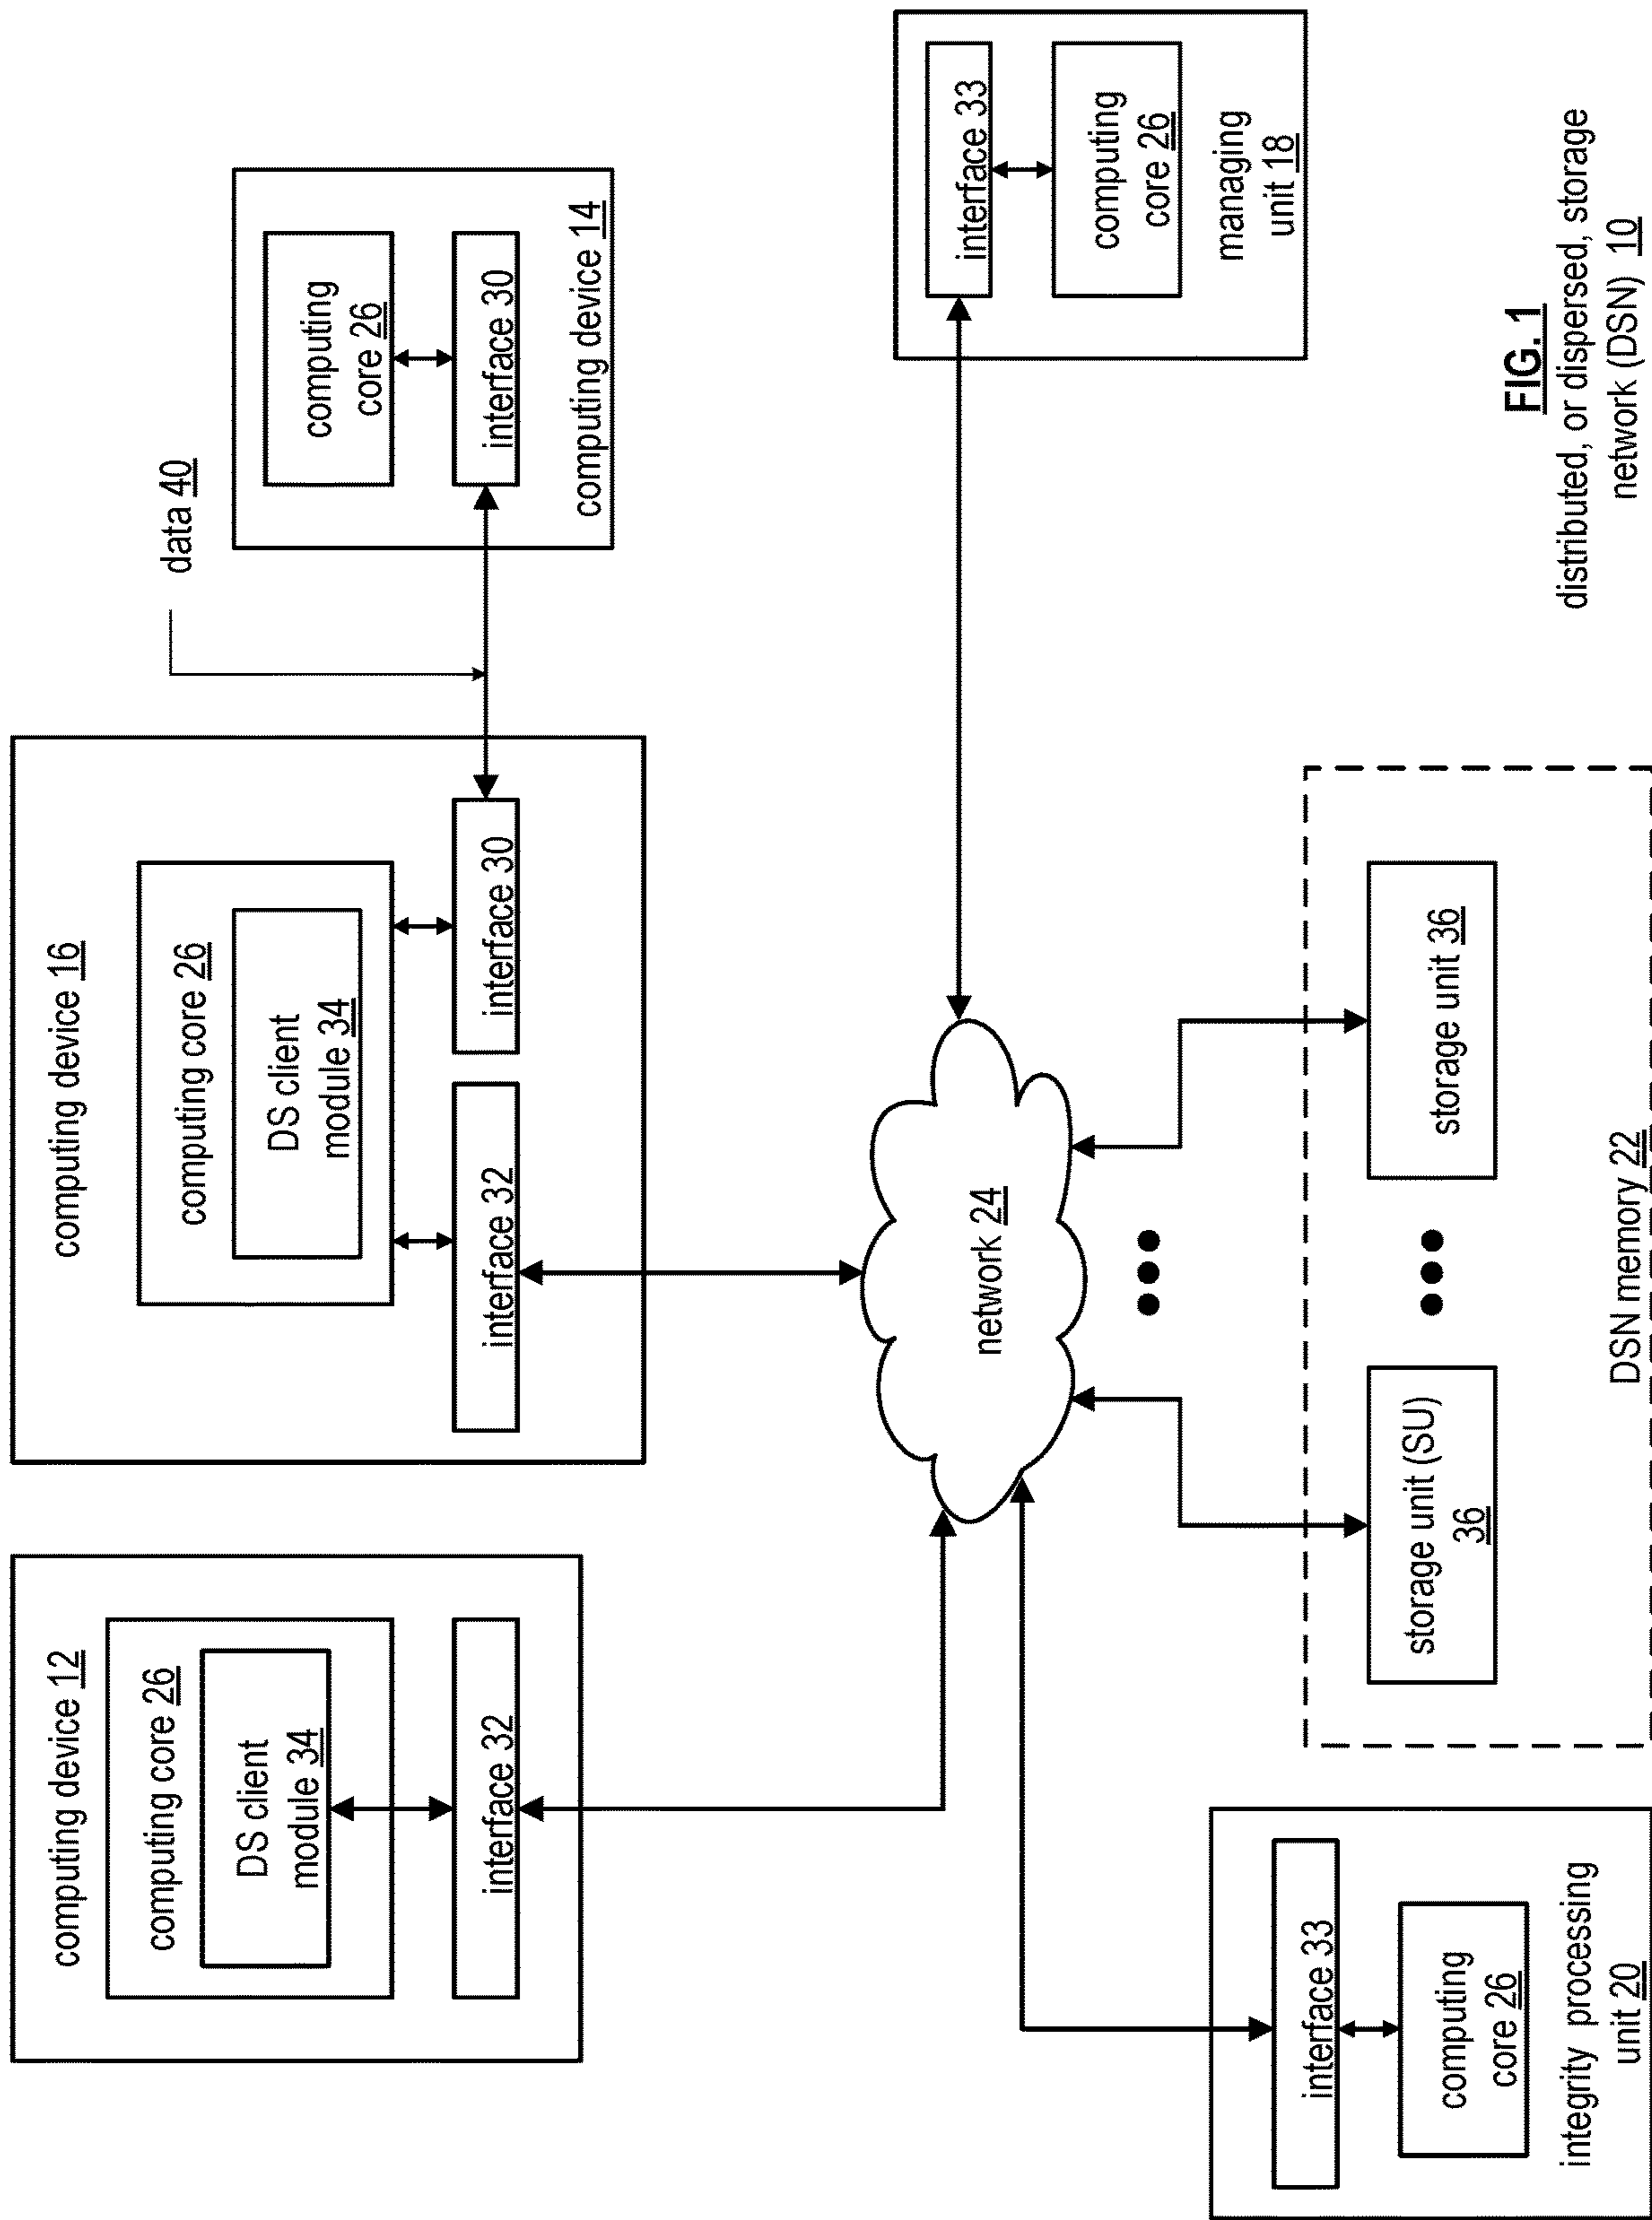 computing device 12
computing core 26
DS client
module 34
interface 32
computing device 16
computing core 26
DS client
module 34
interface 32
interface 30
data 40
computing
core 26
interface 30
computing device 14
network 24
interface 33
computing
core 26
managing
unit 18
interface 33
computing
core 26
integrity processing
unit 20
storage unit (SU)
36
storage unit 36
DSN memory 22
FIG. 1
distributed, or dispersed, storage
network (DSN) 10